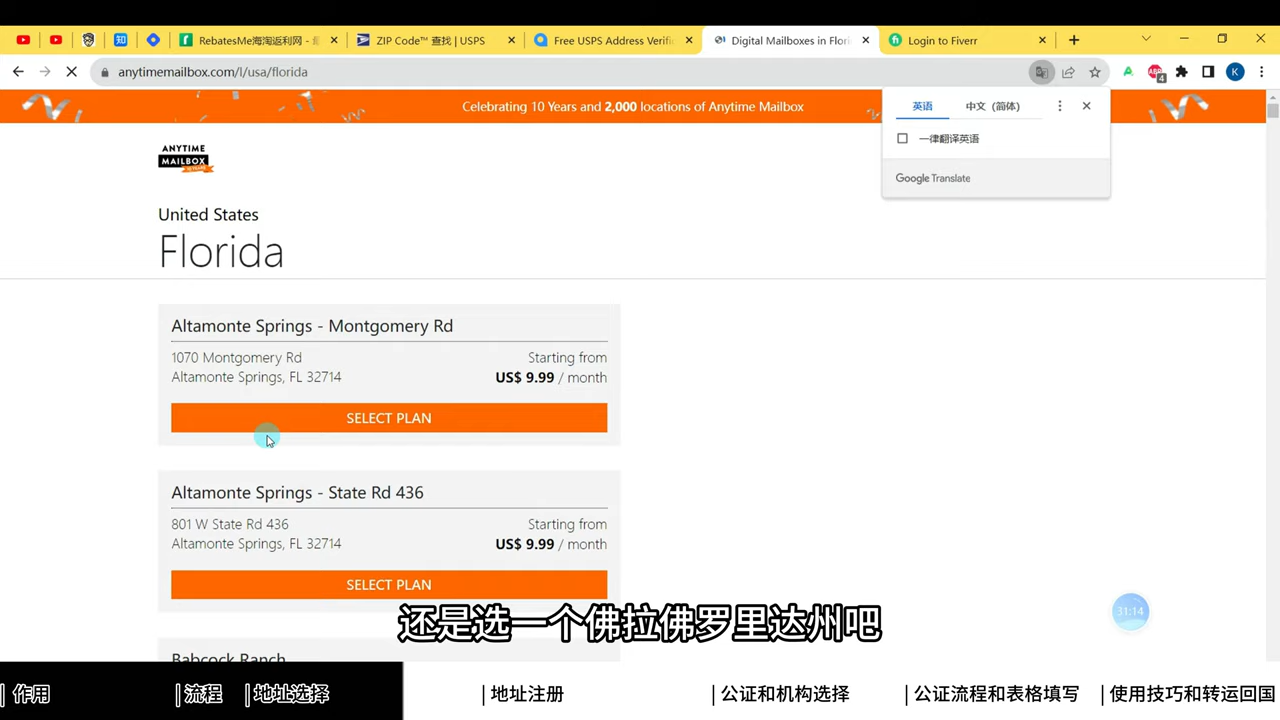 RebatesMe海淘返利网 -
ZIP Code™ 查找 | USPS
Free USPS Address Verific
Digital Mailboxes in Flori
Login to Fiverr
知
anytimemailbox.com/l/usa/florida
4
K
Celebrating 10 Years and 2,000 locations of Anytime Mailbox
英语
中文（简体）
一律翻译英语
Google Translate
ANYTIME
MAILBOX
10 YEARS
United States
Florida
Altamonte Springs - Montgomery Rd
1070 Montgomery Rd
Starting from
Altamonte Springs, FL 32714
US$ 9.99 / month
SELECT PLAN
Altamonte Springs - State Rd 436
801 W State Rd 436
Starting from
Altamonte Springs, FL 32714
US$ 9.99 / month
SELECT PLAN
31:14
还是选一个佛拉佛罗里达州吧
Babcock Ranch
| 作用 | 流程 | 地址选择 | 地址注册 | 公证和机构选择 | 公证流程和表格填写 | 使用技巧和转运回国